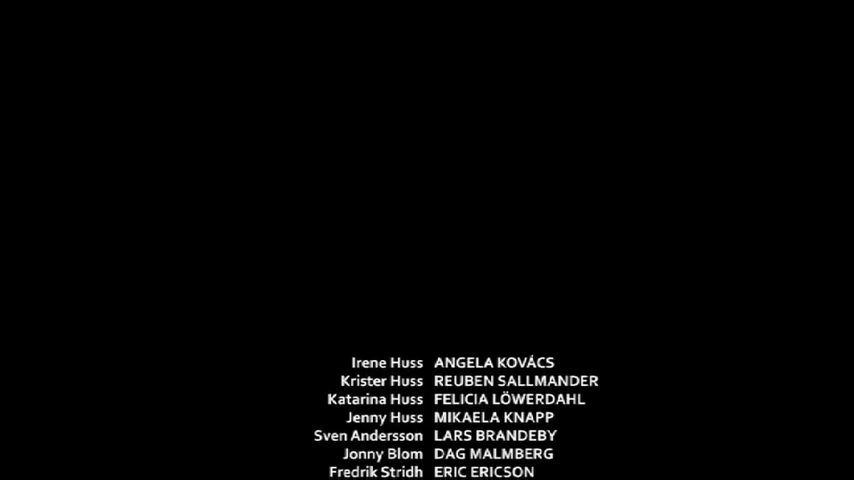 Irene Huss ANGELA KOVÁCS
Krister Huss REUBEN SALLMANDER
Katarina Huss FELICIA LÖWERDAHL
Jenny Huss MIKAELA KNAPP
Sven Andersson LARS BRANDEBY
Jonny Blom DAG MALMBERG
Fredrik Stridh ERIC ERICSON